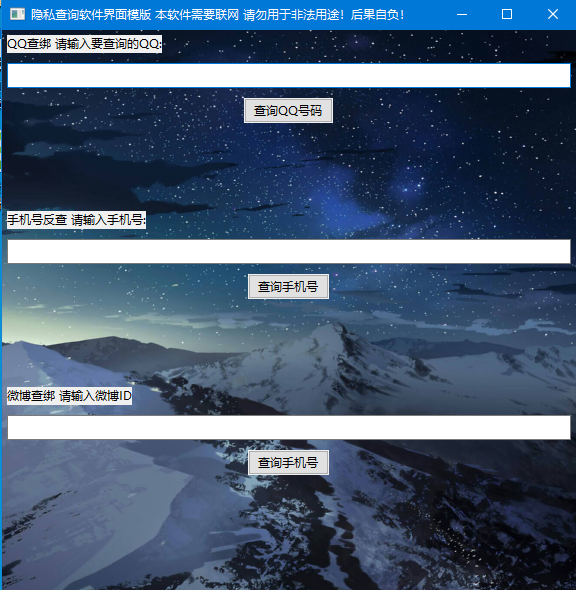 隐私查询软件界面模版 本软件需要联网 请勿用于非法用途！后果自负！
QQ查绑 请输入要查询的QQ:
查询QQ号码
手机号反查 请输入手机号:
查询手机号
微博查绑 请输入微博ID
查询手机号